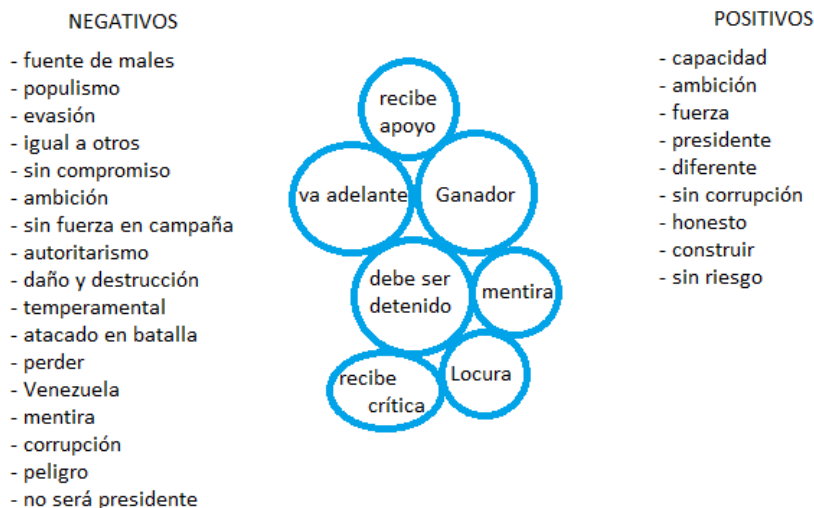 NEGATIVOS
- fuente de males
- populismo
- evasión
- igual a otros
- sin compromiso
- ambición
- sin fuerza en campaña
- autoritarismo
- daño y destrucción
- temperamental
- atacado en batalla
- perder
- Venezuela
- mentira
- corrupción
- peligro
- no será presidente
recibe
apoyo
va adelante
Ganador
debe ser
detenido
mentira
recibe
crítica
Locura
POSITIVOS
- capacidad
- ambición
- fuerza
- presidente
- diferente
- sin corrupción
- honesto
- construir
- sin riesgo